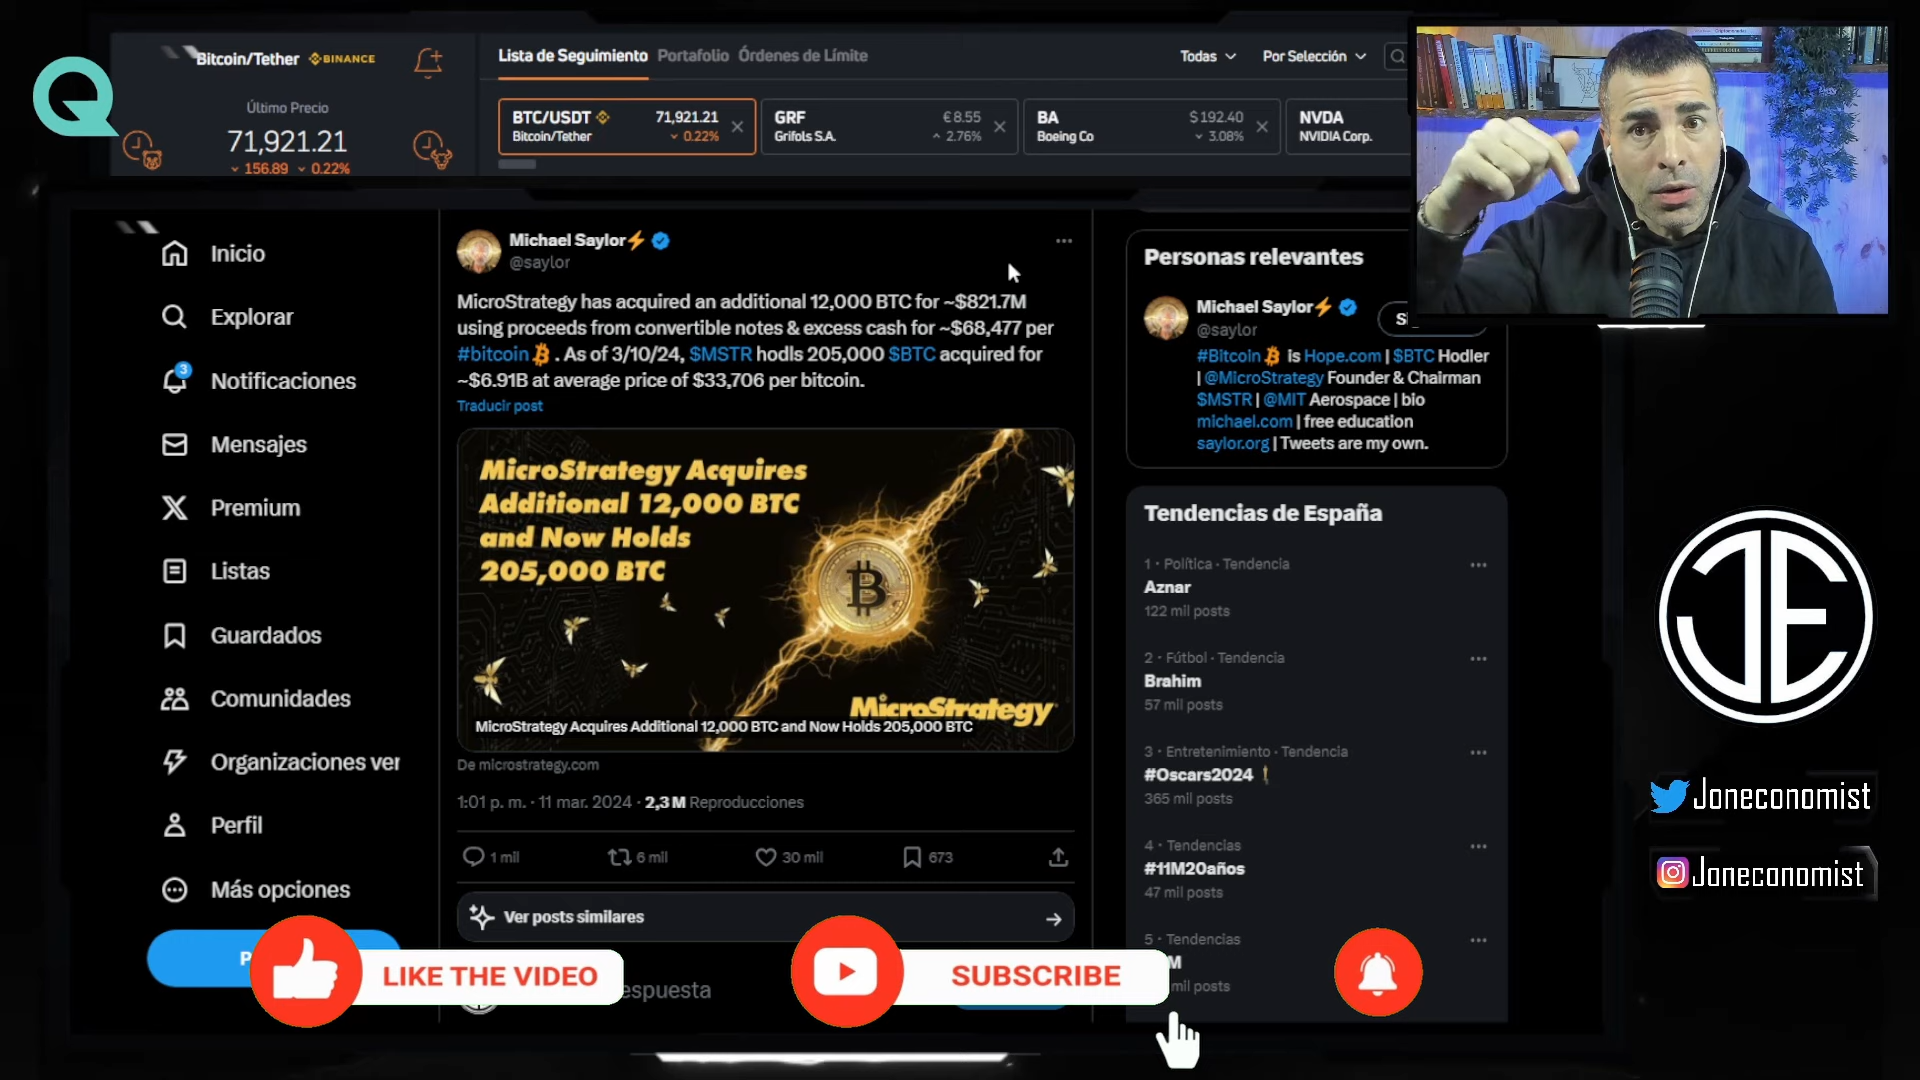 Bitcoin/Tether BINANCE
Último Precio
71,921.21
156.89 0.22%
Lista de Seguimiento Portafolio Órdenes de Límite
Todas Por Selección
BTC/USDT 71,921.21
Bitcoin/Tether 0.22%
GRF €8.55
Grifols S.A. 2.76%
BA $192.40
Boeing Co 3.08%
NVDA
NVIDIA Corp.
Inicio
Explorar
3
Notificaciones
Mensajes
Premium
Listas
Guardados
Comunidades
Organizaciones ver
Perfil
Más opciones
P
Michael Saylor
@saylor
MicroStrategy has acquired an additional 12,000 BTC for ~$821.7M
using proceeds from convertible notes & excess cash for ~$68,477 per
#bitcoin . As of 3/10/24, $MSTR hodls 205,000 $BTC acquired for
~$6.91B at average price of $33,706 per bitcoin.
Traducir post
MicroStrategy Acquires
Additional 12,000 BTC
and Now Holds
205,000 BTC
MicroStrategy
MicroStrategy Acquires Additional 12,000 BTC and Now Holds 205,000 BTC
De microstrategy.com
1:01 p. m. · 11 mar. 2024 · 2,3 M Reproducciones
1 mil 6 mil 30 mil 673
Ver posts similares
espuesta
Personas relevantes
Michael Saylor
@saylor
#Bitcoin is Hope.com | $BTC Hodler
| @MicroStrategy Founder & Chairman
$MSTR | @MIT Aerospace | bio
michael.com | free education
saylor.org | Tweets are my own.
Tendencias de España
1 · Política · Tendencia
Aznar
122 mil posts
2 · Fútbol · Tendencia
Brahim
57 mil posts
3 · Entretenimiento · Tendencia
#Oscars2024
365 mil posts
4 · Tendencias
#11M20años
47 mil posts
5 · Tendencias
M
mil posts
LIKE THE VIDEO
SUBSCRIBE
JE
Joneconomist
Joneconomist